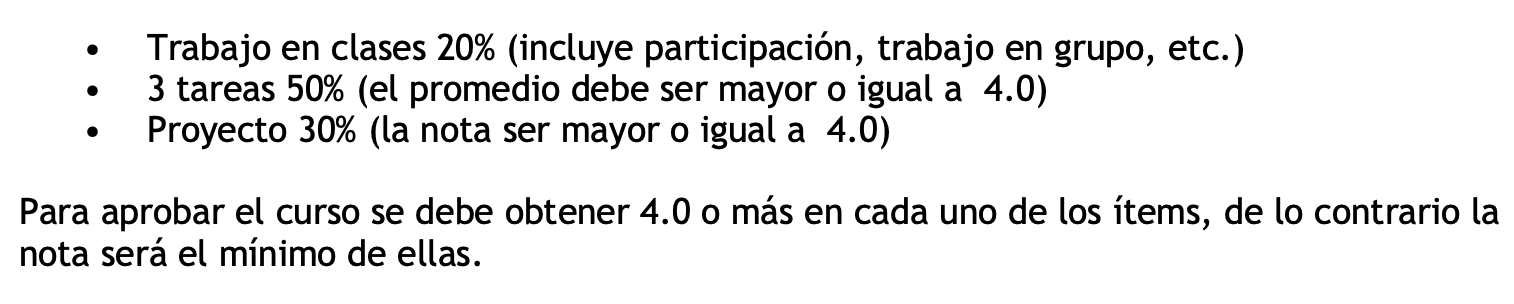 • Trabajo en clases 20% (incluye participación, trabajo en grupo, etc.)
• 3 tareas 50% (el promedio debe ser mayor o igual a  4.0)
• Proyecto 30% (la nota ser mayor o igual a  4.0)
Para aprobar el curso se debe obtener 4.0 o más en cada uno de los ítems, de lo contrario la
nota será el mínimo de ellas.